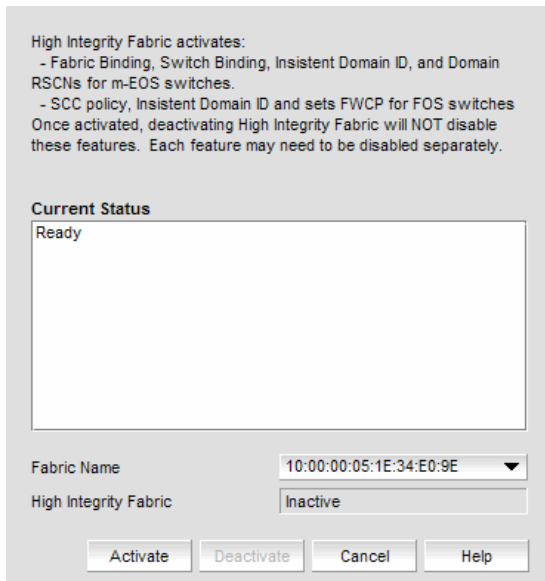 High Integrity Fabric activates:
- Fabric Binding, Switch Binding, Insistent Domain ID, and Domain
RSCNs for m-EOS switches.
- SCC policy, Insistent Domain ID and sets FWCP for FOS switches
Once activated, deactivating High Integrity Fabric will NOT disable
these features. Each feature may need to be disabled separately.
Current Status
Ready
Fabric Name 10:00:00:05:1E:34:E0:9E
High Integrity Fabric Inactive
Activate Deactivate Cancel Help